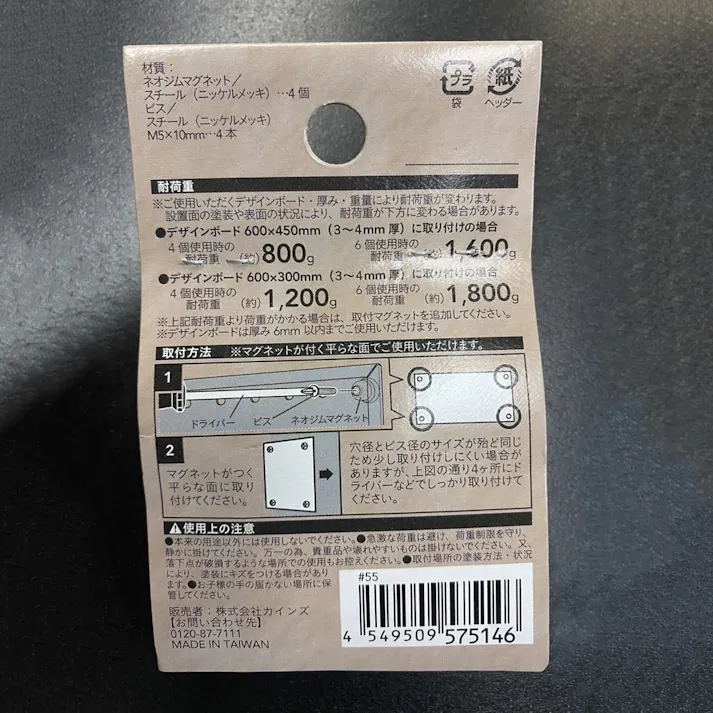 材質：
ネオジムマグネット／
スチール（ニッケルメッキ）…4個
ビス／
スチール（ニッケルメッキ）
M5×10mm…4本
プラ
袋
紙
ヘッダー
耐荷重
※ご使用いただくデザインボード・厚み・重量により耐荷重が変わります。
設置面の塗装や表面の状況により、耐荷重が下方に変わる場合があります。
●デザインボード 600×450mm（3〜4mm 厚）に取り付けの場合
4個使用時の耐荷重 (約)800g 6個使用時の耐荷重 (約)1,600g
●デザインボード 600×300mm（3〜4mm 厚）に取り付けの場合
4個使用時の耐荷重 (約)1,200g 6個使用時の耐荷重 (約)1,800g
※上記耐荷重より荷重がかかる場合は、取付マグネットを追加してください。
※デザインボードは厚み 6mm 以内までご使用いただけます。
取付方法 ※マグネットが付く平らな面でご使用いただけます。
1
ドライバー ビス ネオジムマグネット
2
マグネットがつく
平らな面に取り
付けてください。
穴径とビス径のサイズが殆ど同じ
ため少し取り付けしにくい場合が
ありますが、上図の通り4ヶ所にド
ライバーなどでしっかり取り付けて
ください。
使用上の注意
●本来の用途以外には使用しないでください。●急激な荷重は避け、荷重制限を守り、
静かに掛けてください。万一の為、貴重品や壊れやすいものは掛けないでください。又、
落下点が破損するような場所での使用もお控えください。●取付場所の塗装方法・状況
により、塗装にキズをつける場合があり
ます。●お子様の手の届かない場所に保
管してください。
販売者：株式会社カインズ
【お問い合わせ先】
0120-87-7111
MADE IN TAIWAN
#55
4 549509 575146